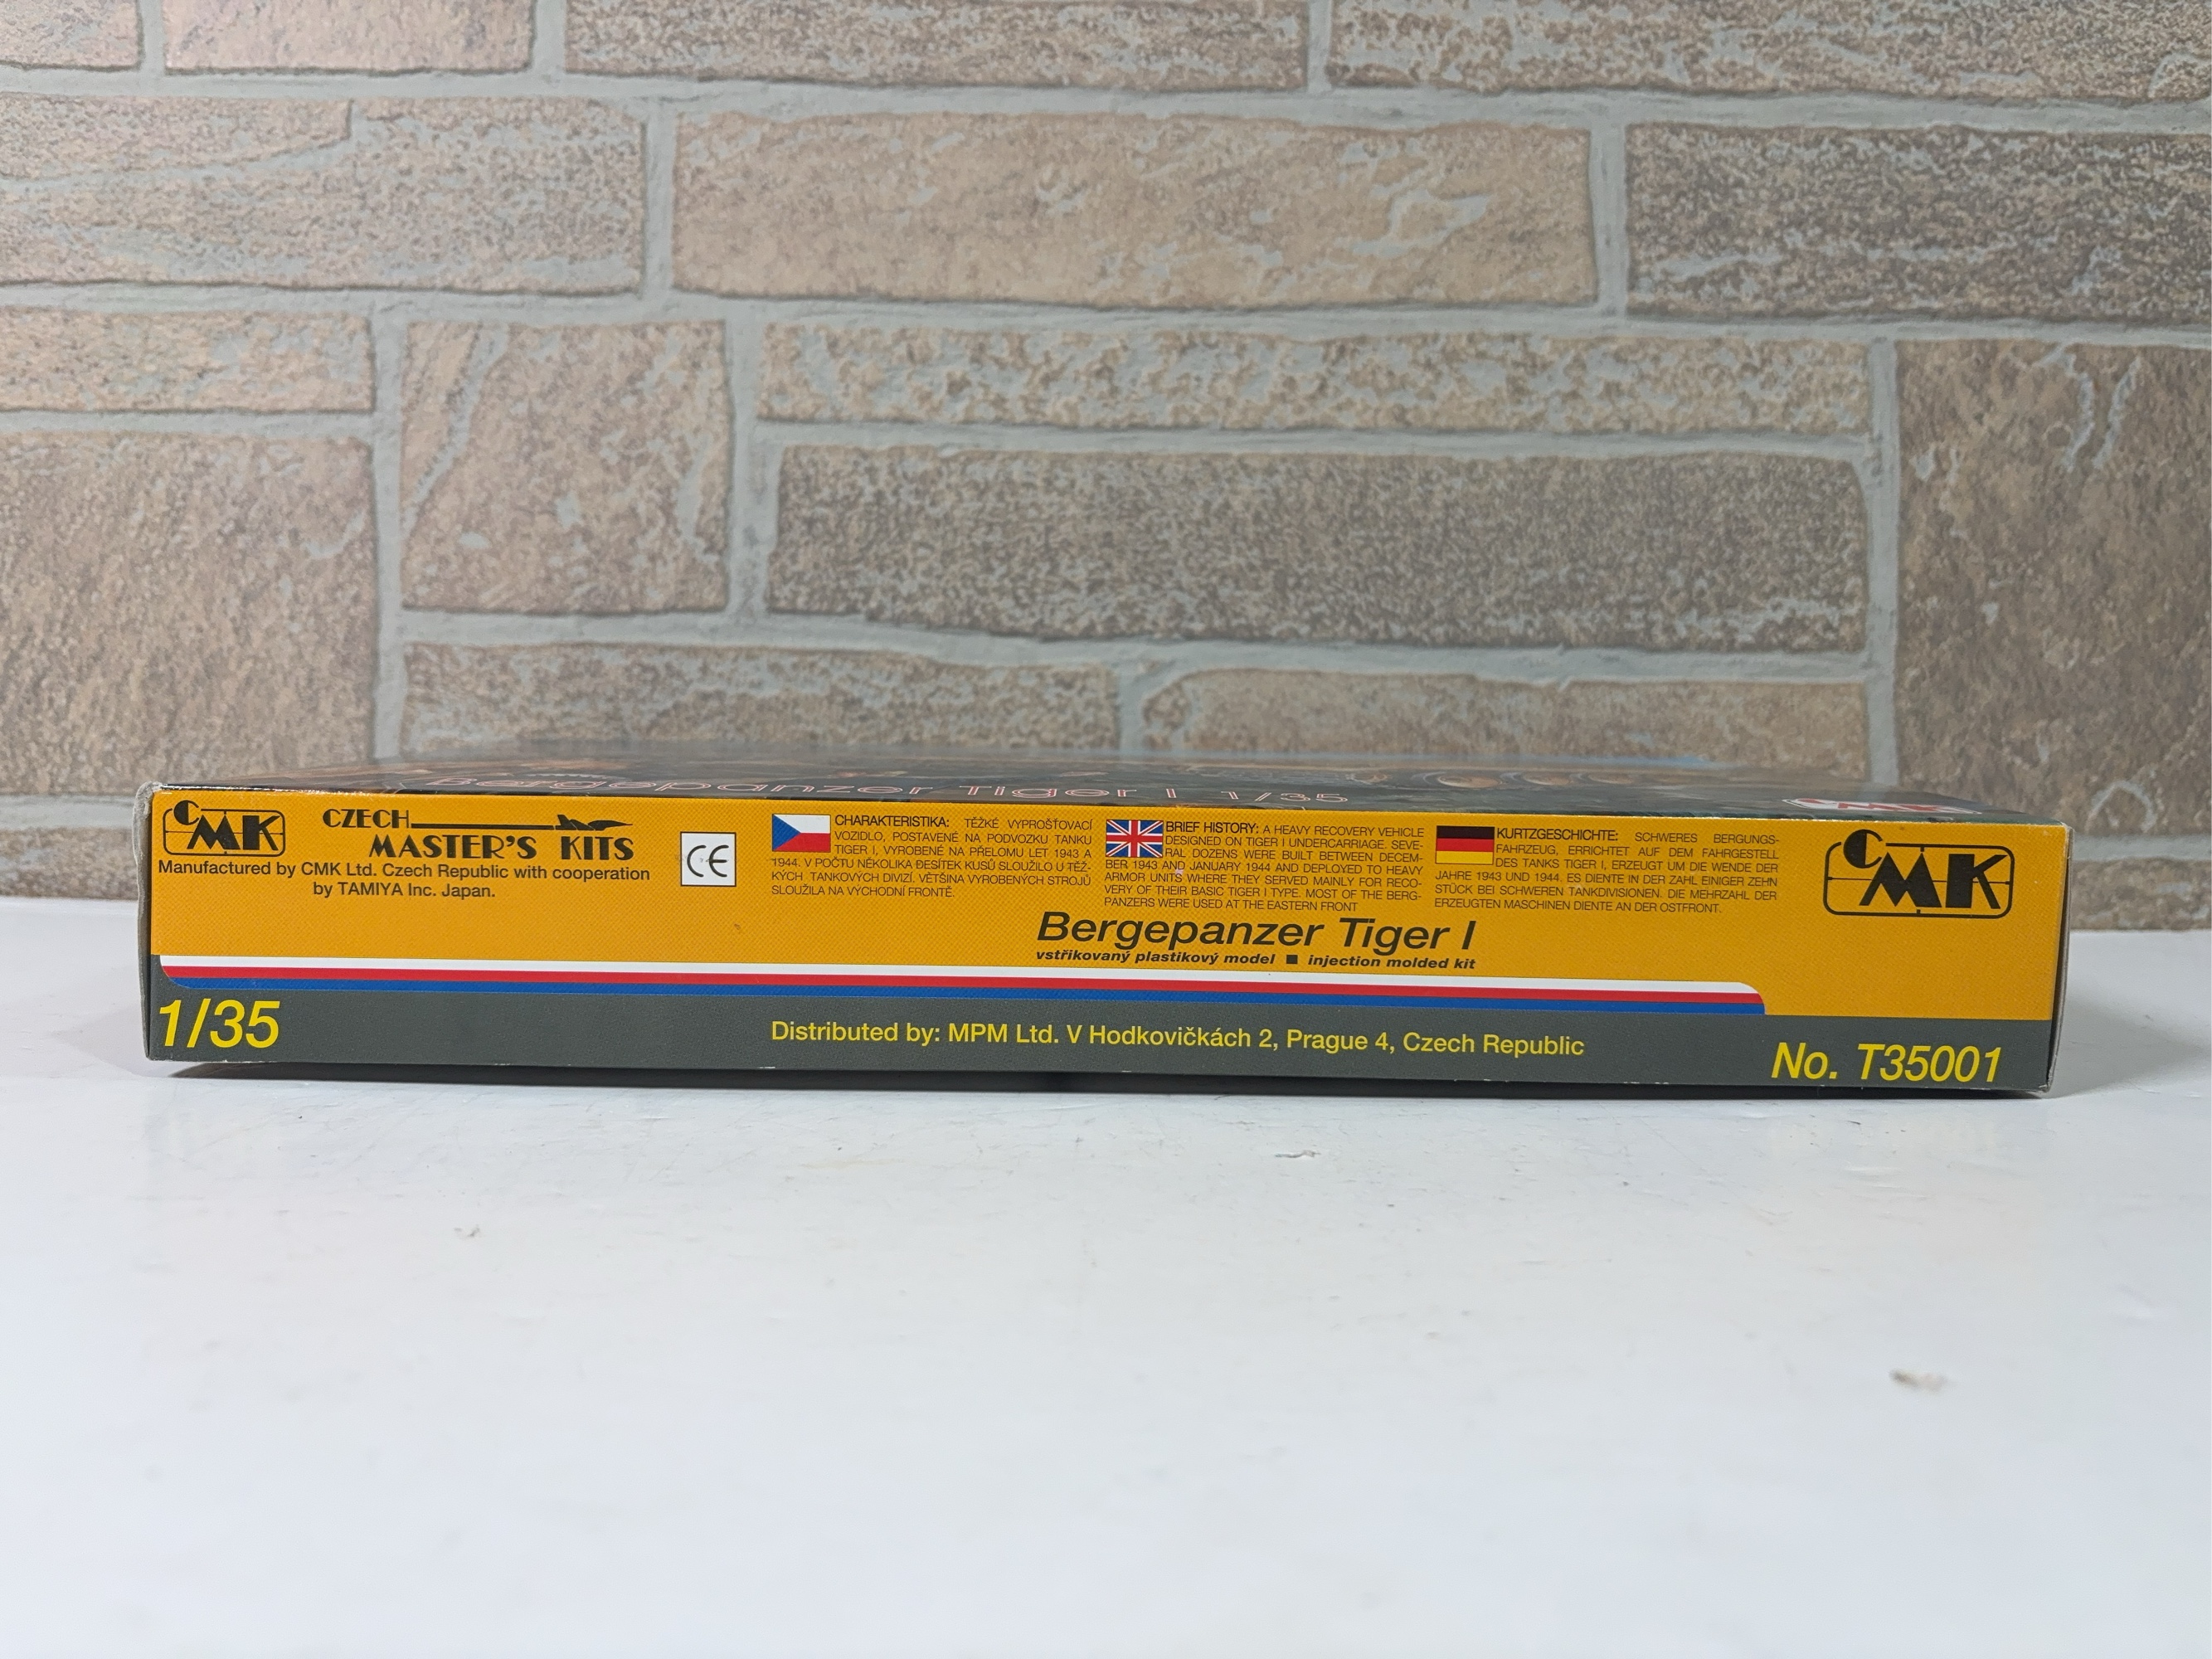 Bergepanzer Tiger I 1/35
CMK
CMK
CZECH
MASTER'S KITS
Manufactured by CMK Ltd. Czech Republic with cooperation
by TAMIYA Inc. Japan.
CE
CHARAKTERISTIKA: TĚŽKÉ VYPROŠŤOVACÍ
VOZIDLO, POSTAVENÉ NA PODVOZKU TANKU
TIGER I, VYROBENÉ NA PŘELOMU LET 1943 A
1944. V POČTU NĚKOLIKA DESÍTEK KUSŮ SLOUŽILO U TĚŽ-
KÝCH TANKOVÝCH DIVIZÍ. VĚTŠINA VYROBENÝCH STROJŮ
SLOUŽILA NA VÝCHODNÍ FRONTĚ.
BRIEF HISTORY: A HEAVY RECOVERY VEHICLE
DESIGNED ON TIGER I UNDERCARRIAGE. SEVE-
RAL DOZENS WERE BUILT BETWEEN DECEM-
BER 1943 AND JANUARY 1944 AND DEPLOYED TO HEAVY
ARMOR UNITS WHERE THEY SERVED MAINLY FOR RECO-
VERY OF THEIR BASIC TIGER I TYPE. MOST OF THE BERG-
PANZERS WERE USED AT THE EASTERN FRONT
KURTZGESCHICHTE: SCHWERES BERGUNGS-
FAHRZEUG, ERRICHTET AUF DEM FAHRGESTELL
DES TANKS TIGER I, ERZEUGT UM DIE WENDE DER
JAHRE 1943 UND 1944. ES DIENTE IN DER ZAHL EINIGER ZEHN
STÜCK BEI SCHWEREN TANKDIVISIONEN. DIE MEHRZAHL DER
ERZEUGTEN MASCHINEN DIENTE AN DER OSTFRONT.
CMK
Bergepanzer Tiger I
vstřikovaný plastikový model ■ injection molded kit
1/35
Distributed by: MPM Ltd. V Hodkovičkách 2, Prague 4, Czech Republic
No. T35001